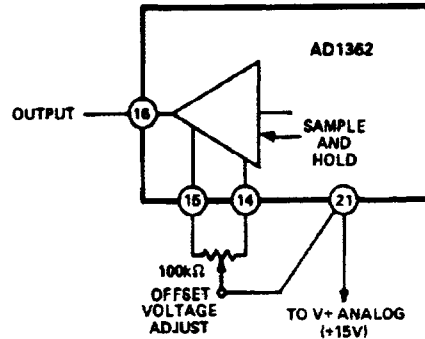 AD1362
OUTPUT
16
SAMPLE
AND
HOLD
15
14
21
100kΩ
OFFSET
VOLTAGE
ADJUST
TO V+ ANALOG
(+15V)